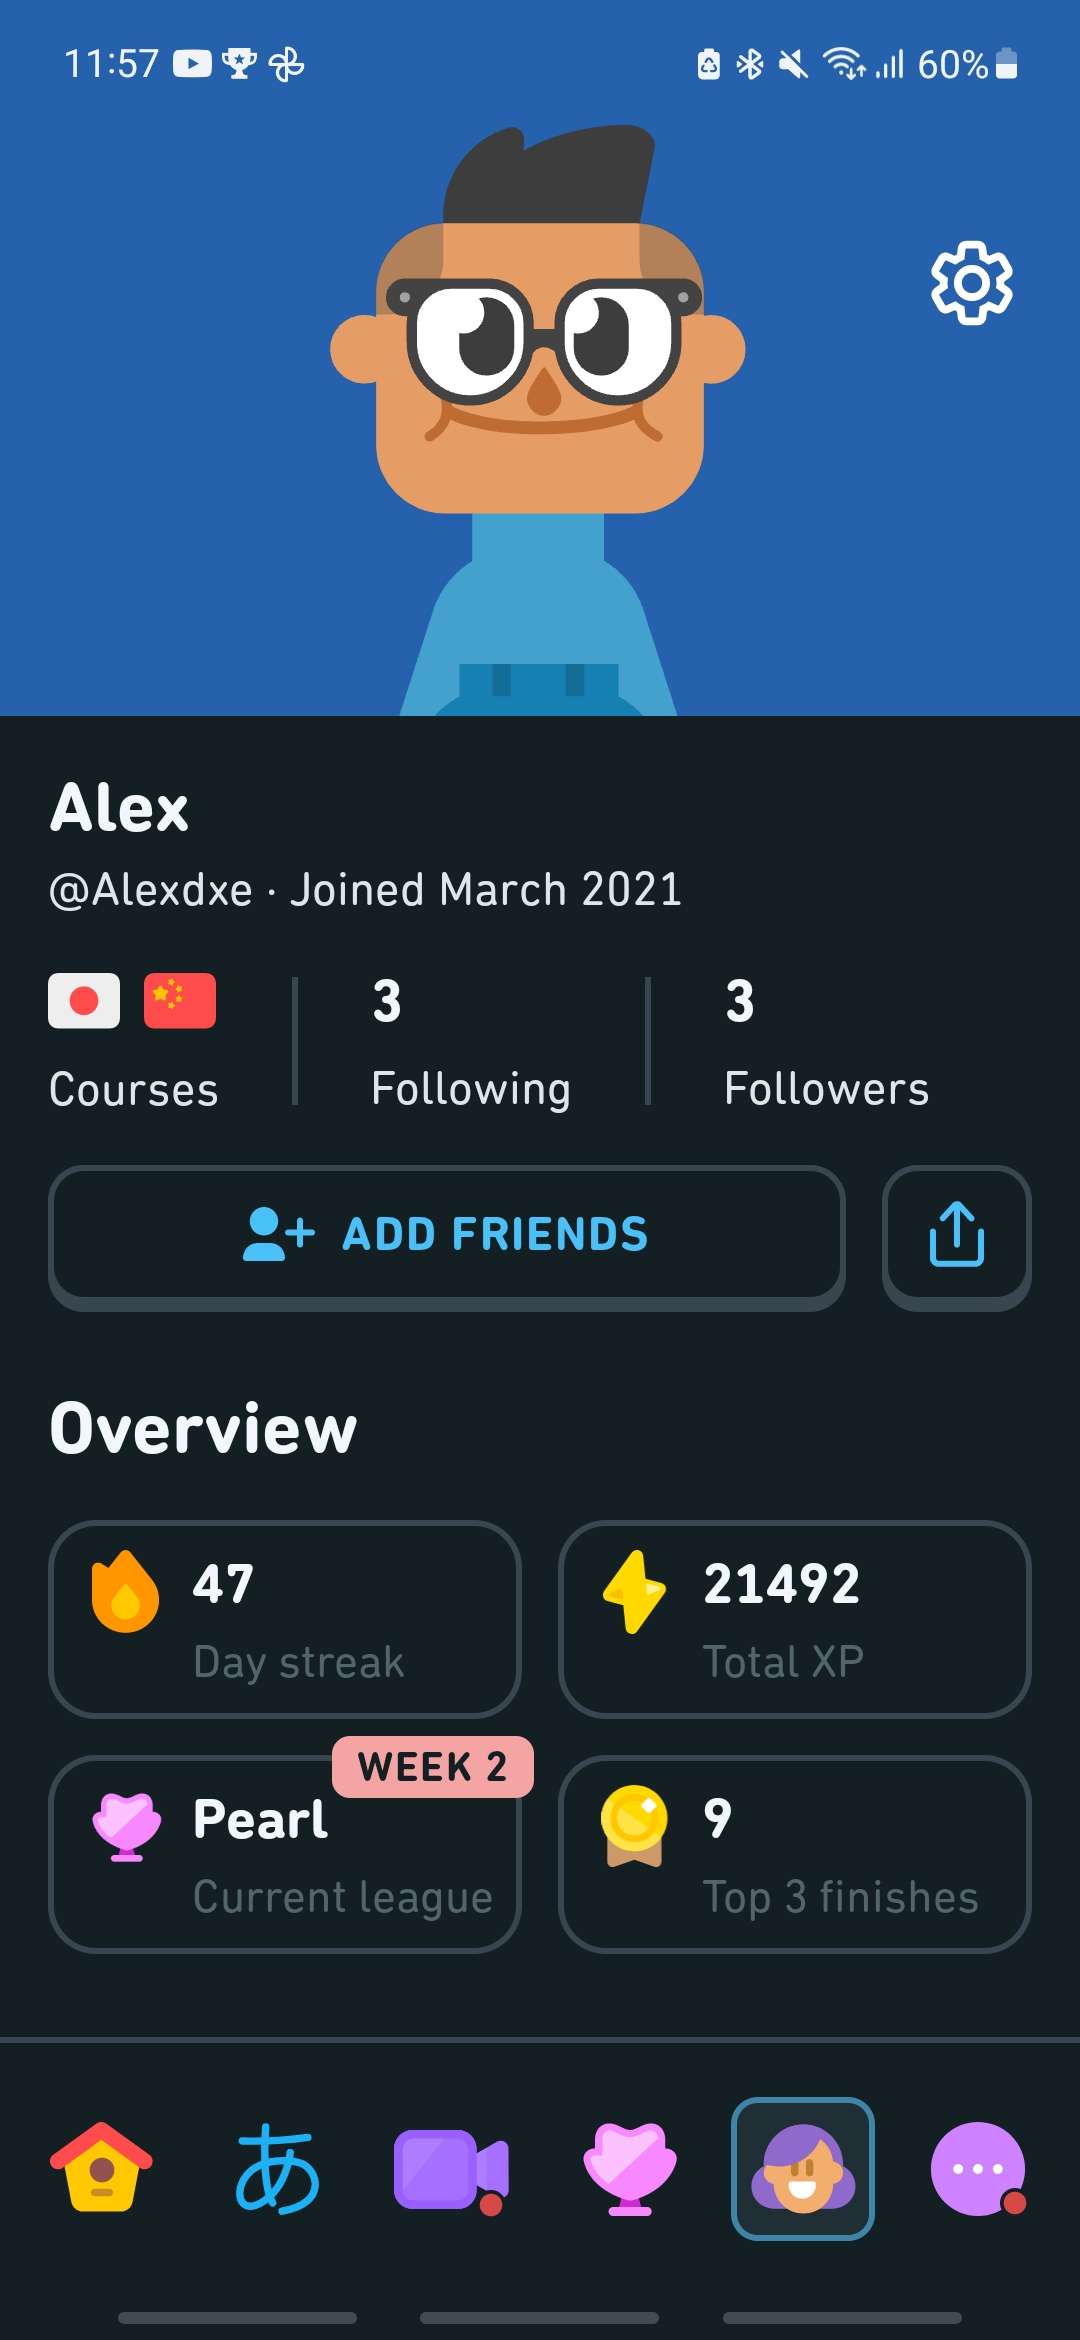 11:57 60%
Alex
@Alexdxe · Joined March 2021
3 3
Courses Following Followers
ADD FRIENDS
Overview
47 21492
Day streak Total XP
WEEK 2
Pearl 9
Current league Top 3 finishes
あ